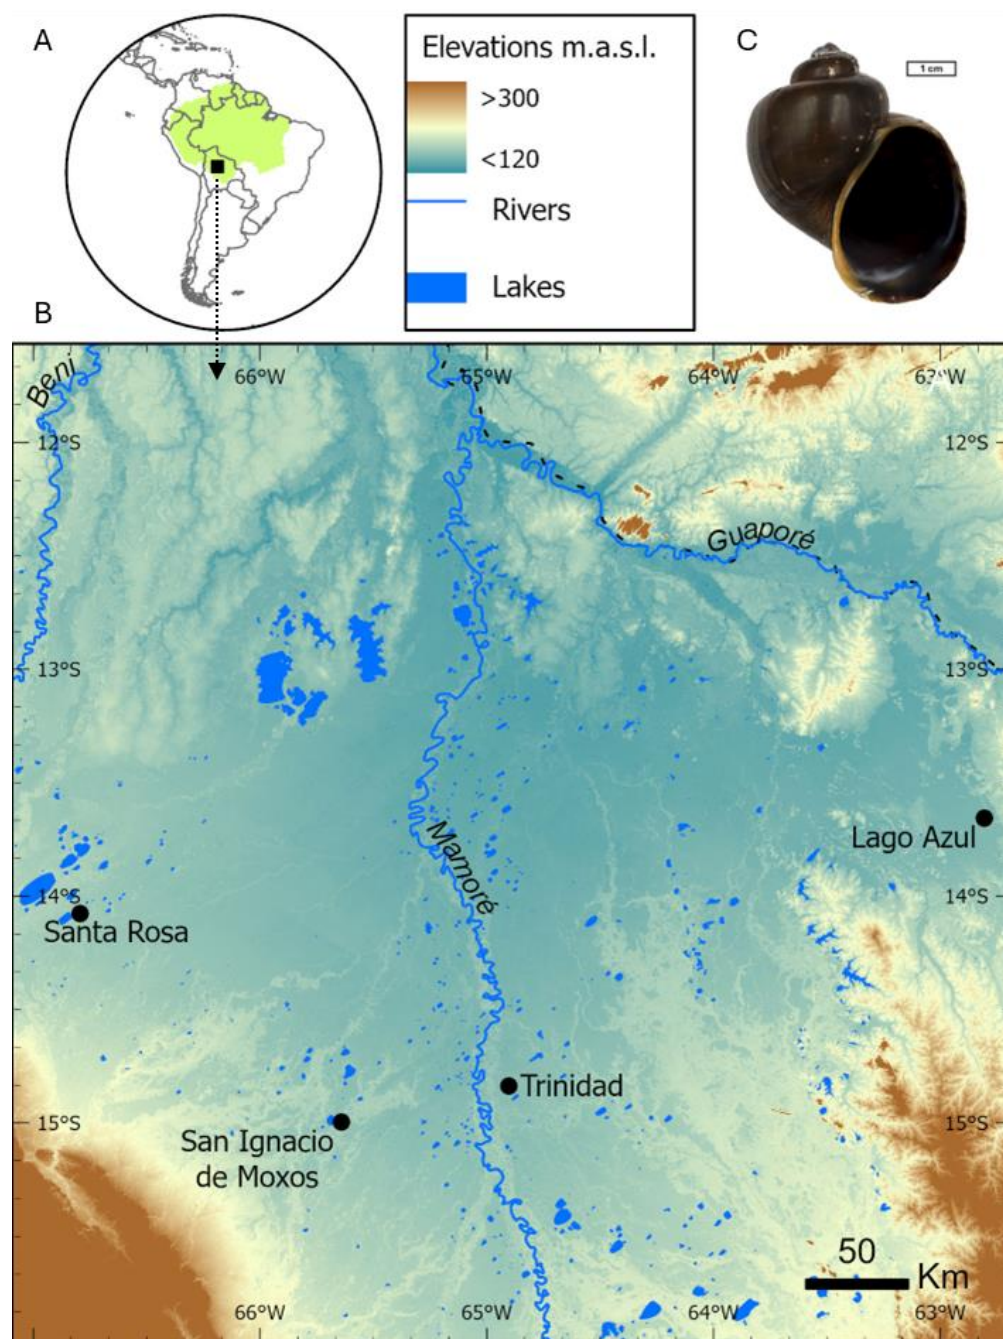 A
Elevations m.a.s.l.
>300
<120
Rivers
Lakes
C
1 cm
B
Beni
66°W
65°W
64°W
63°W
12°S
12°S
Guaporé
13°S
13°S
Mamoré
Lago Azul
14°S
14°S
Santa Rosa
Trinidad
15°S
15°S
San Ignacio
de Moxos
50
Km
66°W
65°W
64°W
63°W